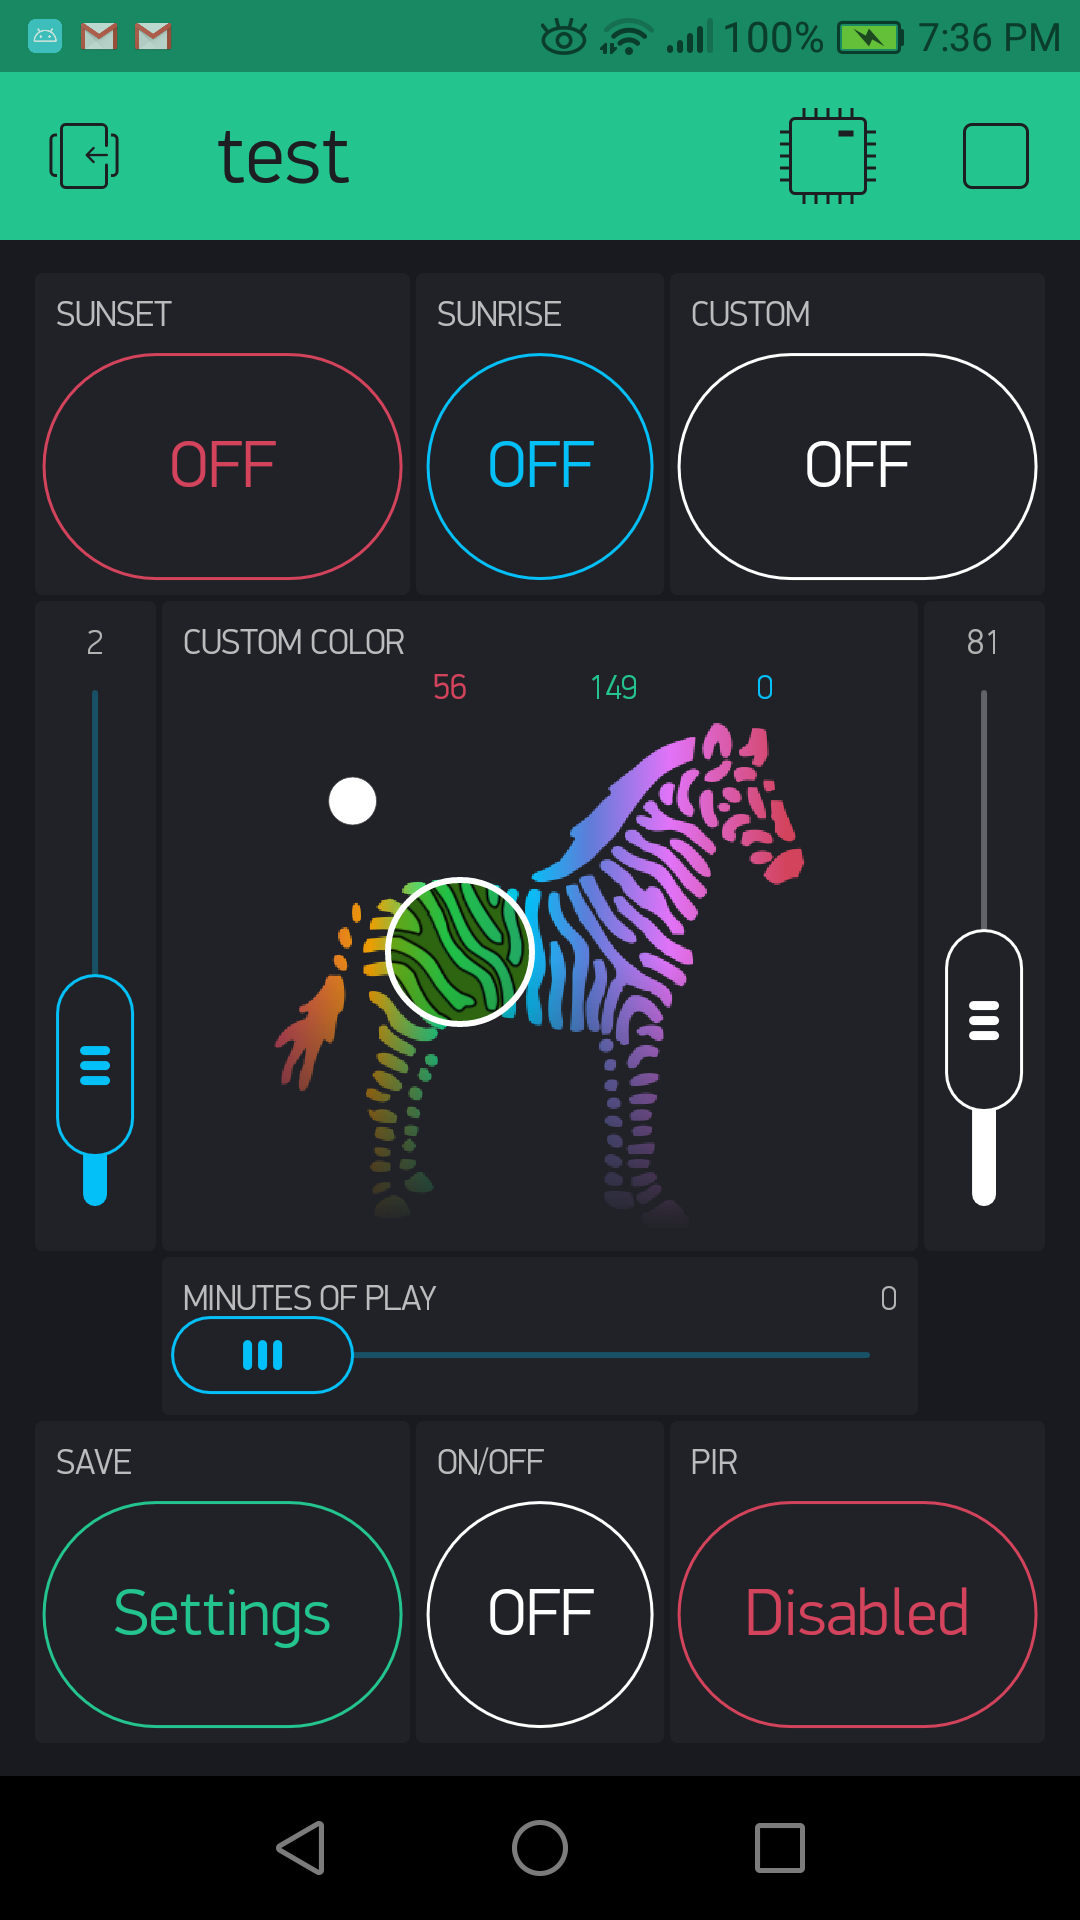 100% 7:36 PM
test
SUNSET SUNRISE CUSTOM
OFF OFF OFF
2 CUSTOM COLOR 81
56 149 0
MINUTES OF PLAY 0
SAVE ON/OFF PIR
Settings OFF Disabled